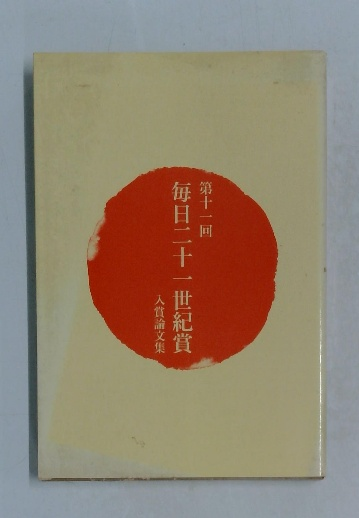 第十一回
毎日二十一世紀賞
入賞論文集